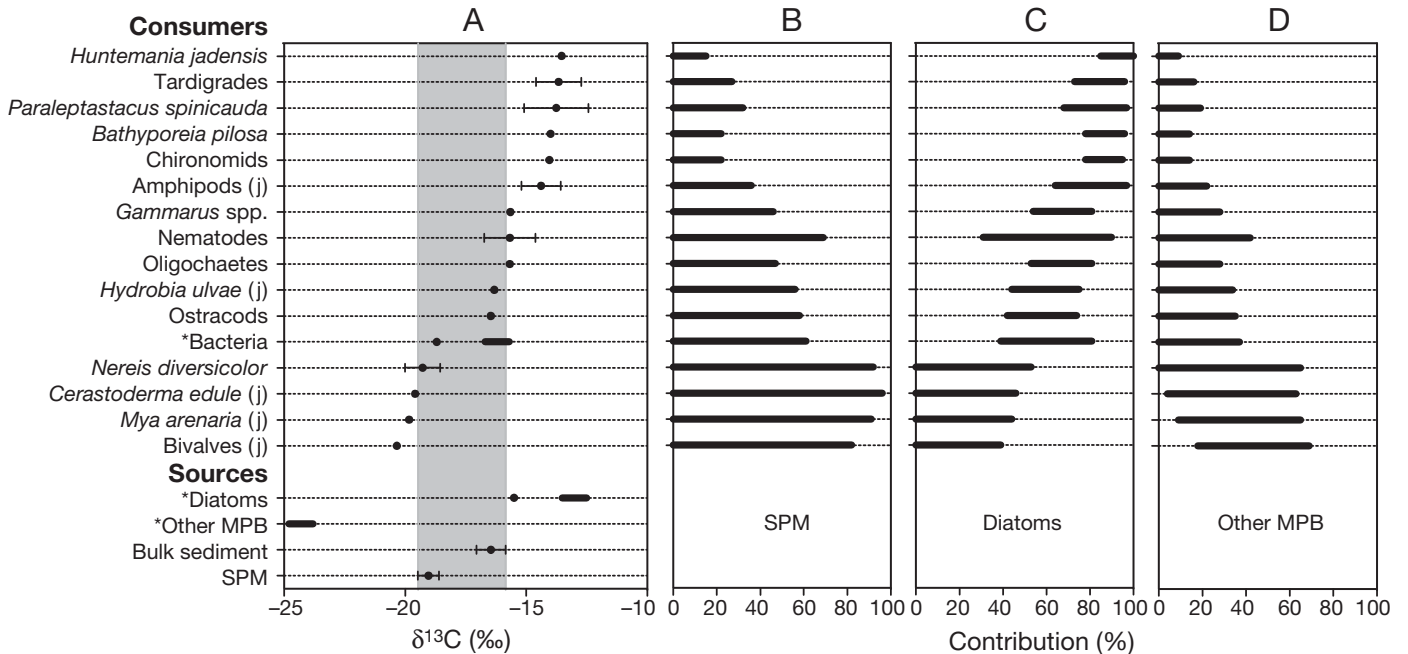 A B C D
Consumers
Huntemania jadensis
Tardigrades
Paraleptastacus spinicauda
Bathyporeia pilosa
Chironomids
Amphipods (j)
Gammarus spp.
Nematodes
Oligochaetes
Hydrobia ulvae (j)
Ostracods
*Bacteria
Nereis diversicolor
Cerastoderma edule (j)
Mya arenaria (j)
Bivalves (j)
Sources
*Diatoms
*Other MPB
Bulk sediment
SPM
SPM Diatoms Other MPB
–25 –20 –15 –10 0 20 40 60 80 100 0 20 40 60 80 100 0 20 40 60 80 100
δ¹³C (‰) Contribution (%)